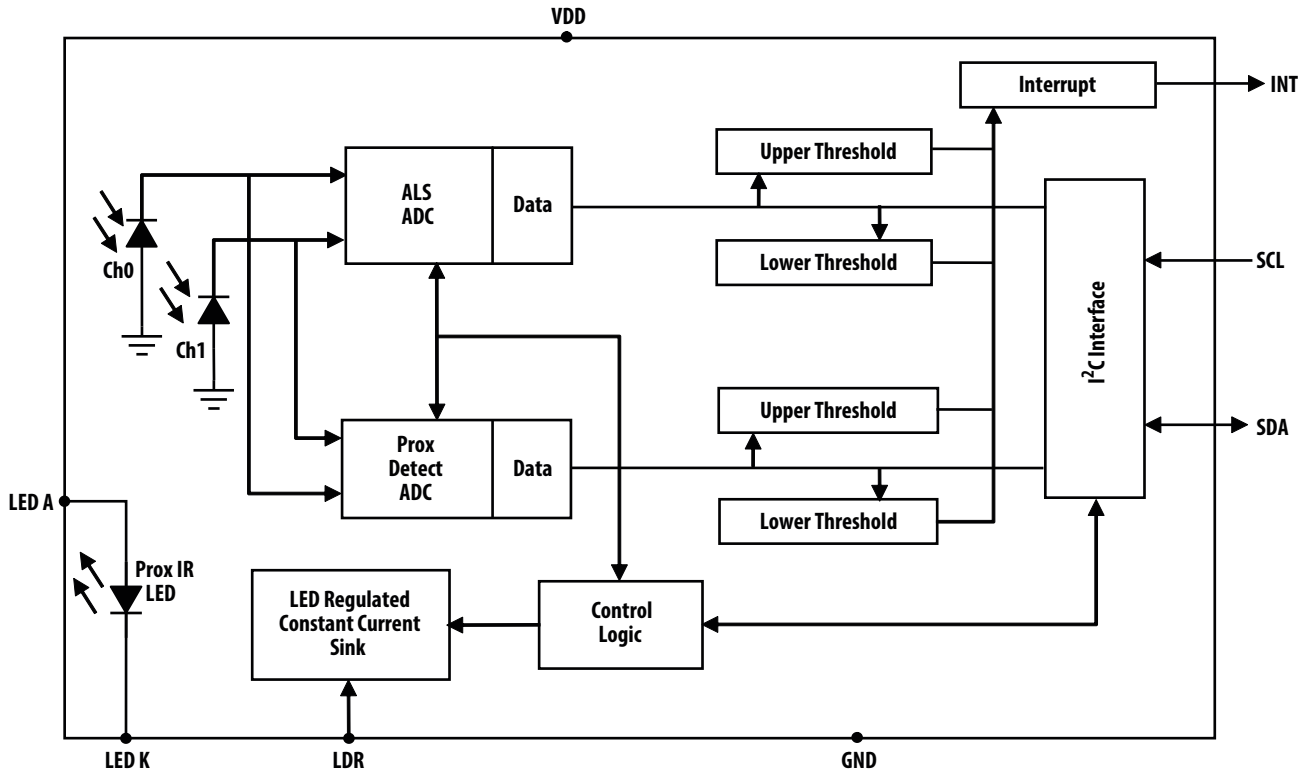 VDD
Interrupt
INT
Upper Threshold
ALS
ADC
Data
Lower Threshold
Ch0
SCL
Ch1
I²C Interface
Upper Threshold
Prox
Detect
ADC
Data
SDA
LED A
Lower Threshold
Prox IR
LED
LED Regulated
Constant Current
Sink
Control
Logic
LED K
LDR
GND